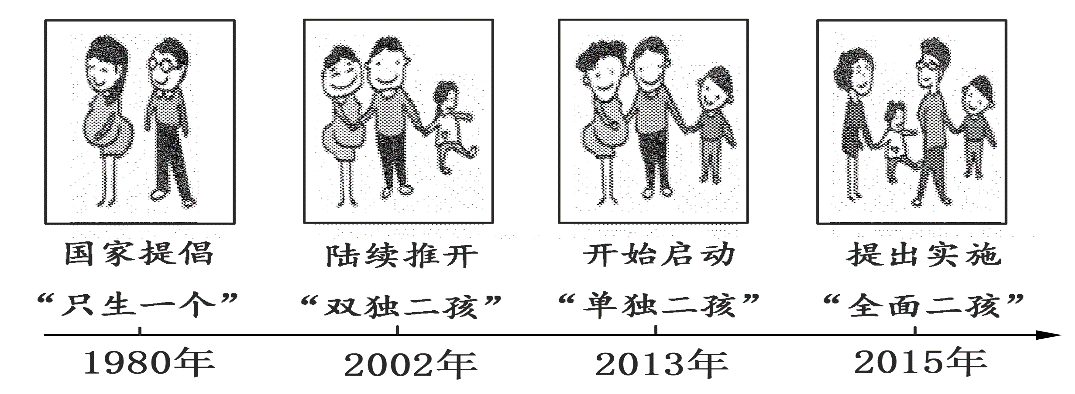 国家提倡 陆续推开 开始启动 提出实施
“只生一个” “双独二孩” “单独二孩” “全面二孩”
1980年 2002年 2013年 2015年